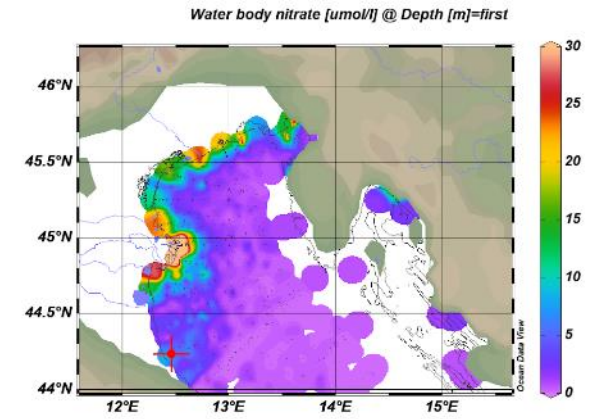 Water body nitrate [umol/l] @ Depth [m]=first
46°N
45.5°N
45°N
44.5°N
44°N
12°E
13°E
14°E
15°E
30
25
20
15
10
5
0
Ocean Data View